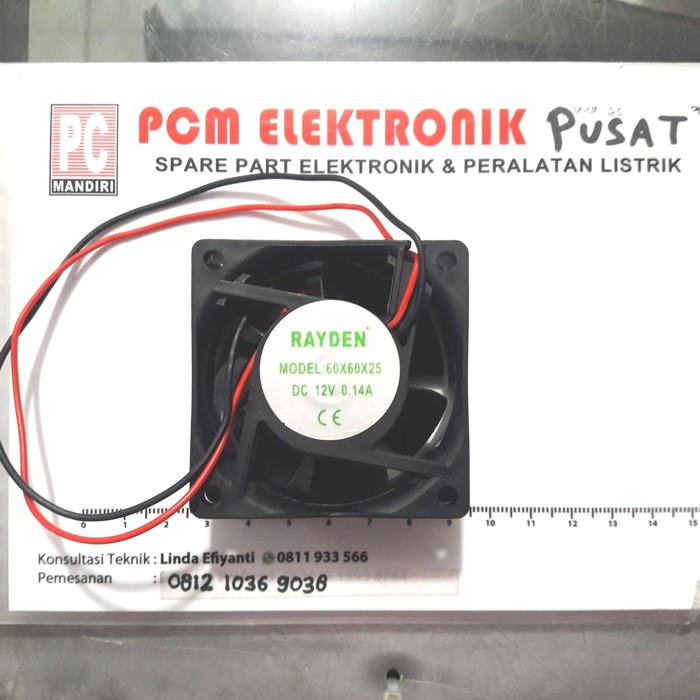 PC
MANDIRI
PCM ELEKTRONIK PUSAT
SPARE PART ELEKTRONIK & PERALATAN LISTRIK
RAYDEN
MODEL:60X60X25
DC 12V 0.14A
CE
0 1 2 3 4 5 6 7 8 9 10 11 12 13 14 15
Konsultasi Teknik : Linda Efiyanti 0811 933 566
Pemesanan : 0812 1036 9038